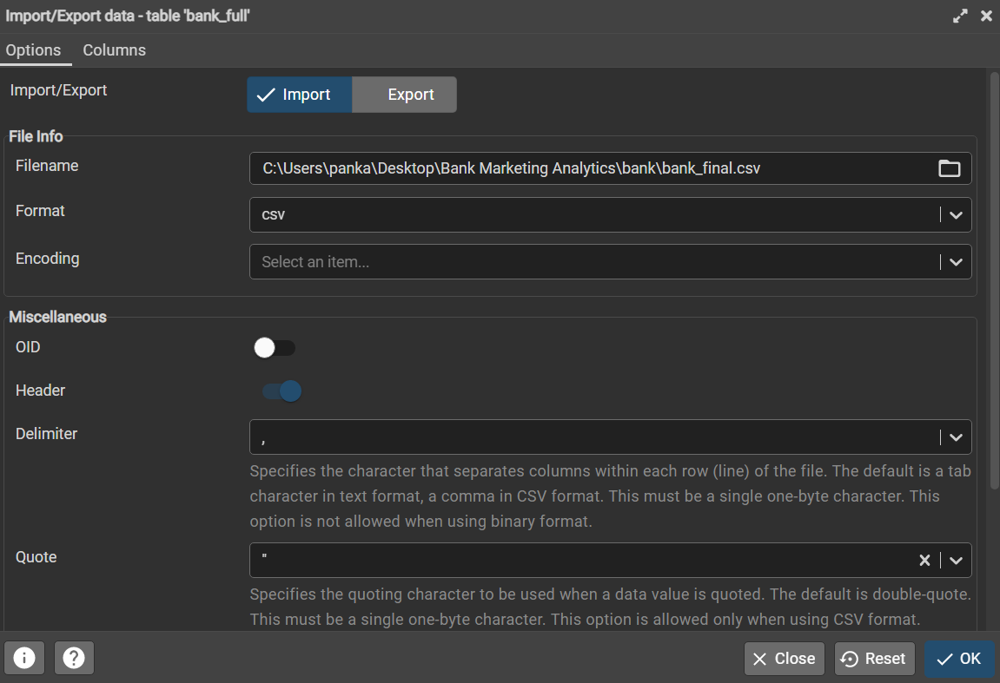 Import/Export data - table 'bank_full'
Options Columns
Import/Export Import Export
File Info
Filename C:\Users\panka\Desktop\Bank Marketing Analytics\bank\bank_final.csv
Format csv
Encoding Select an item...
Miscellaneous
OID
Header
Delimiter ,
Specifies the character that separates columns within each row (line) of the file. The default is a tab
character in text format, a comma in CSV format. This must be a single one-byte character. This
option is not allowed when using binary format.
Quote "
Specifies the quoting character to be used when a data value is quoted. The default is double-quote.
This must be a single one-byte character. This option is allowed only when using CSV format.
Close Reset OK